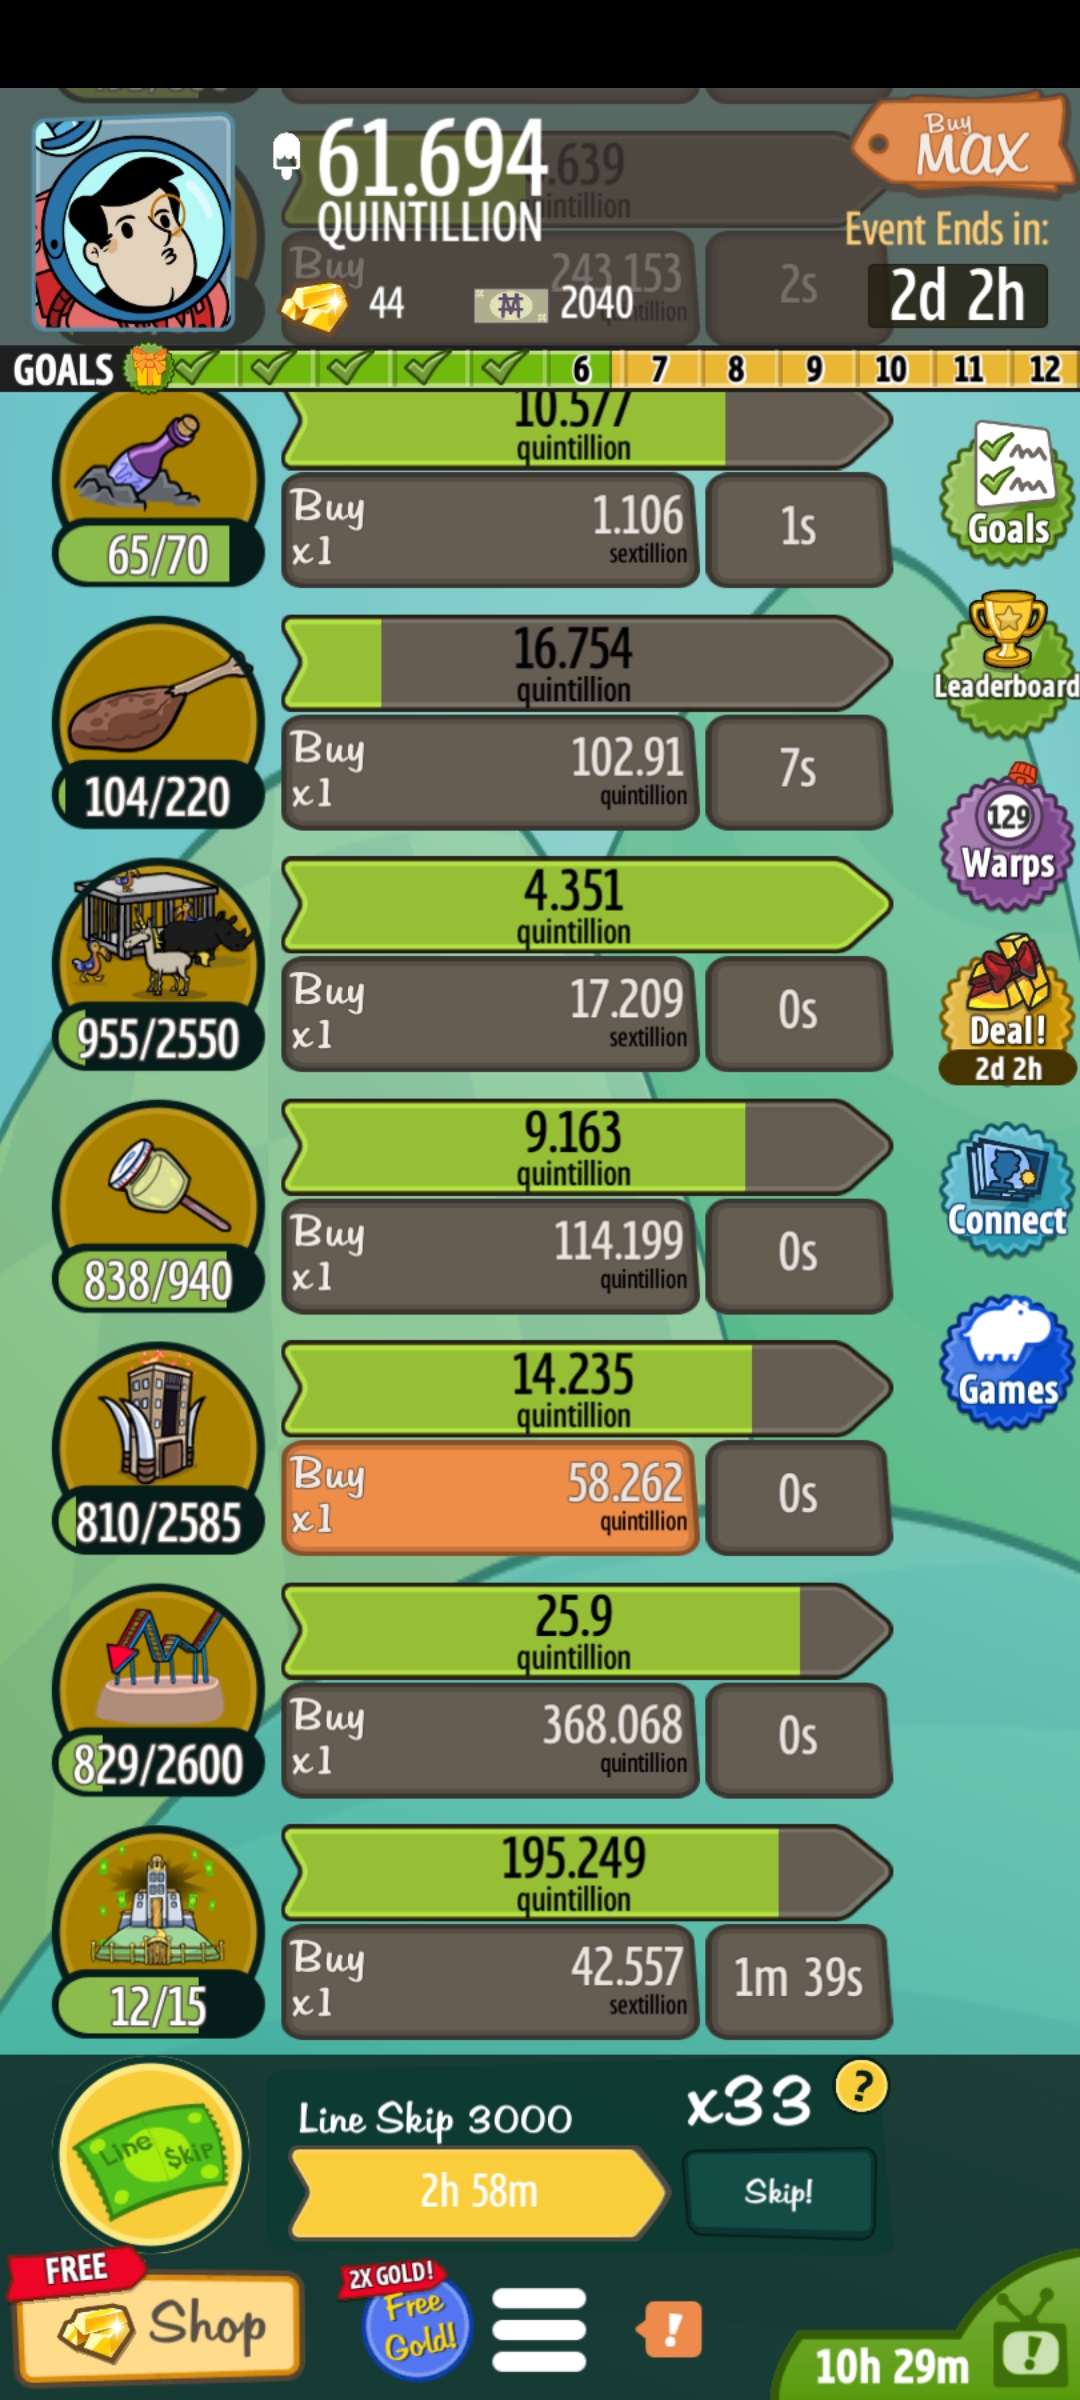 61.694
QUINTILLION
Buy
MAX
.639
Event Ends in:
2d 2h
Buy
243.153
2s
44
2040
GOALS
6 7 8 9 10 11 12
10.577
quintillion
65/70
Buy
x1
1.106
sextillion
1s
Goals
16.754
quintillion
104/220
Buy
x1
102.91
quintillion
7s
Leaderboard
4.351
quintillion
955/2550
Buy
x1
17.209
sextillion
0s
129
Warps
Deal!
2d 2h
9.163
quintillion
838/940
Buy
x1
114.199
quintillion
0s
Connect
14.235
quintillion
810/2585
Buy
x1
58.262
quintillion
0s
Games
25.9
quintillion
829/2600
Buy
x1
368.068
quintillion
0s
195.249
quintillion
12/15
Buy
x1
42.557
sextillion
1m 39s
Line Skip
Line Skip 3000
x33
?
2h 58m
Skip!
FREE
Shop
2X GOLD!
Free
Gold!
!
10h 29m
!